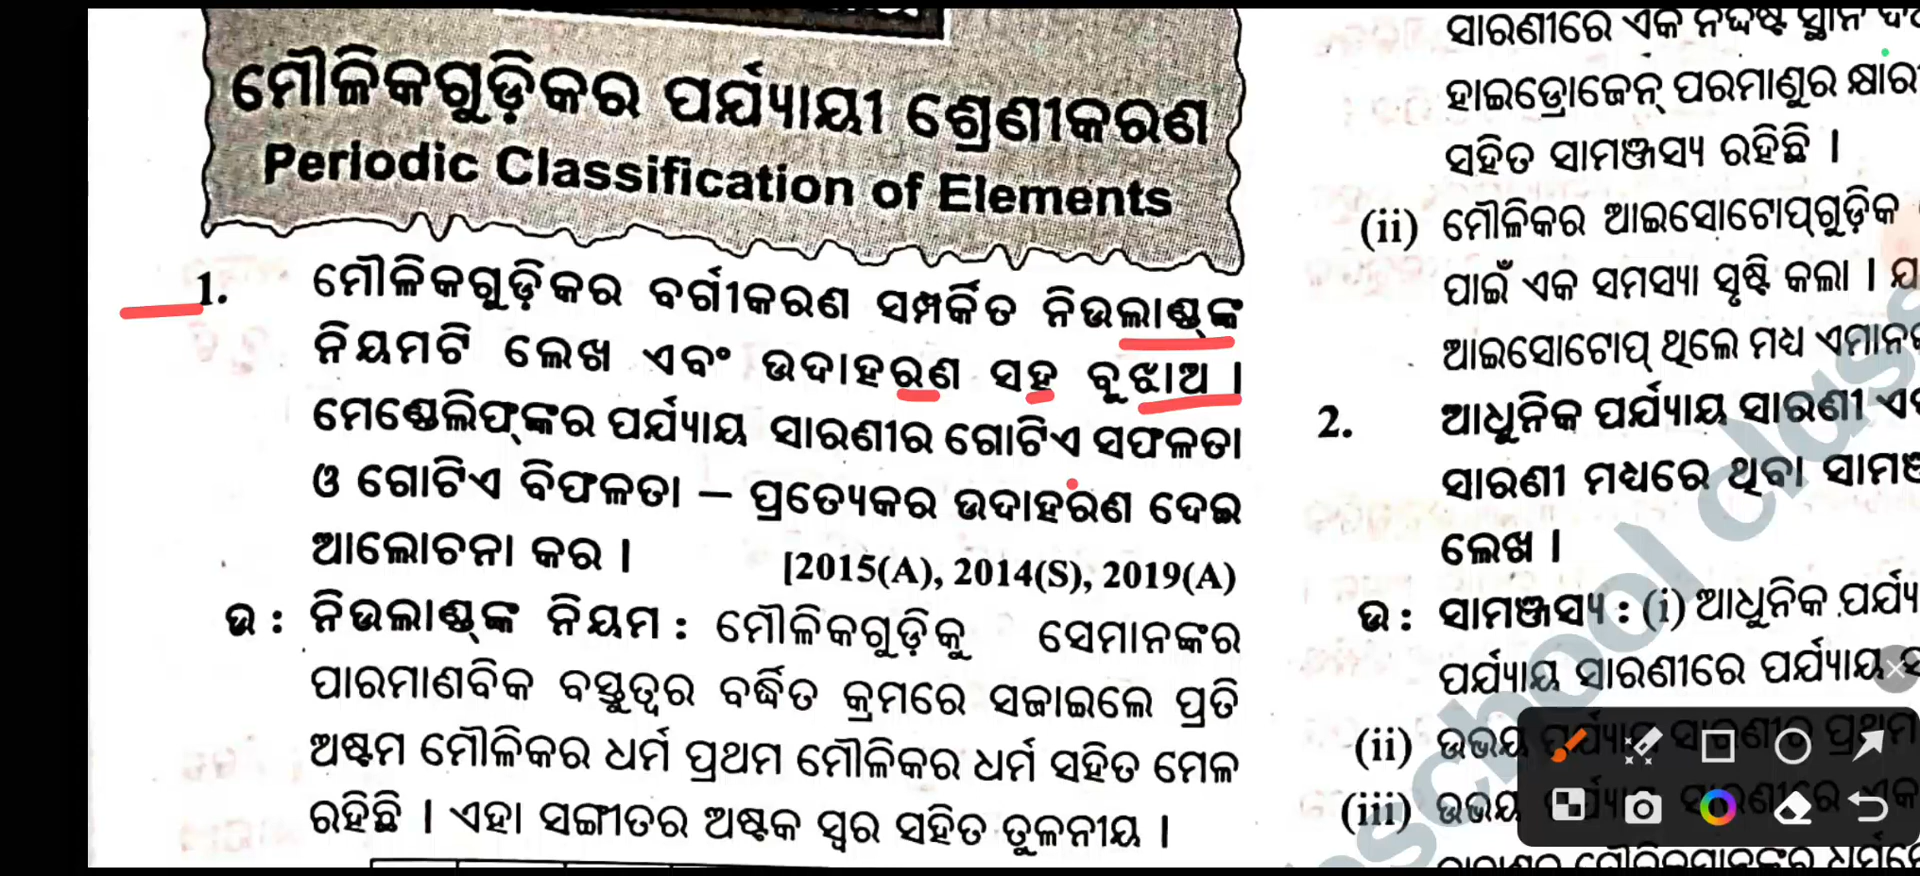 ମୌଳିକଗୁଡ଼ିକର ପର୍ଯ୍ୟାୟୀ ଶ୍ରେଣୀକରଣ
Periodic Classification of Elements
1. ମୌଳିକଗୁଡ଼ିକର ବର୍ଗୀକରଣ ସମ୍ପର୍କିତ ନିଉଲାଣ୍ଡ୍‌ଙ୍କ
ନିୟମଟି ଲେଖ ଏବଂ ଉଦାହରଣ ସହ ବୁଝାଅ ।
ମେଣ୍ଡେଲିଫ୍‌ଙ୍କର ପର୍ଯ୍ୟାୟ ସାରଣୀର ଗୋଟିଏ ସଫଳତା
ଓ ଗୋଟିଏ ବିଫଳତା – ପ୍ରତ୍ୟେକର ଉଦାହରଣ ଦେଇ
ଆଲୋଚନା କର । [2015(A), 2014(S), 2019(A)
ଉ : ନିଉଲାଣ୍ଡ୍‌ଙ୍କ ନିୟମ : ମୌଳିକଗୁଡ଼ିକୁ ସେମାନଙ୍କର
ପାରମାଣବିକ ବସ୍ତୁତ୍ୱର ବର୍ଦ୍ଧିତ କ୍ରମରେ ସଜାଇଲେ ପ୍ରତି
ଅଷ୍ଟମ ମୌଳିକର ଧର୍ମ ପ୍ରଥମ ମୌଳିକର ଧର୍ମ ସହିତ ମେଳ
ରହିଛି । ଏହା ସଙ୍ଗୀତର ଅଷ୍ଟକ ସ୍ୱର ସହିତ ତୁଳନୀୟ ।
ସାରଣୀରେ ଏକ ସ୍ଥାନ
ହାଇଡ୍ରୋଜେନ୍ ପରମାଣୁର
ସହିତ ସାମଞ୍ଜସ୍ୟ ରହିଛି ।
(ii) ମୌଳିକର ଆଇସୋଟୋପ୍‌ଗୁଡ଼ିକ
ପାଇଁ ଏକ ସମସ୍ୟା ସୃଷ୍ଟି କଲା ।
ଆଇସୋଟୋପ୍ ଥିଲେ ମଧ୍ୟ
2. ଆଧୁନିକ ପର୍ଯ୍ୟାୟ ସାରଣୀ
ସାରଣୀ ମଧ୍ୟରେ ଥିବା
ଲେଖ ।
ଉ : ସାମଞ୍ଜସ୍ୟ : (i) ଆଧୁନିକ
ପର୍ଯ୍ୟାୟ ସାରଣୀରେ ପର୍ଯ୍ୟାୟ
(ii) ଉଭୟ
(iii) ଉଭୟ
school class